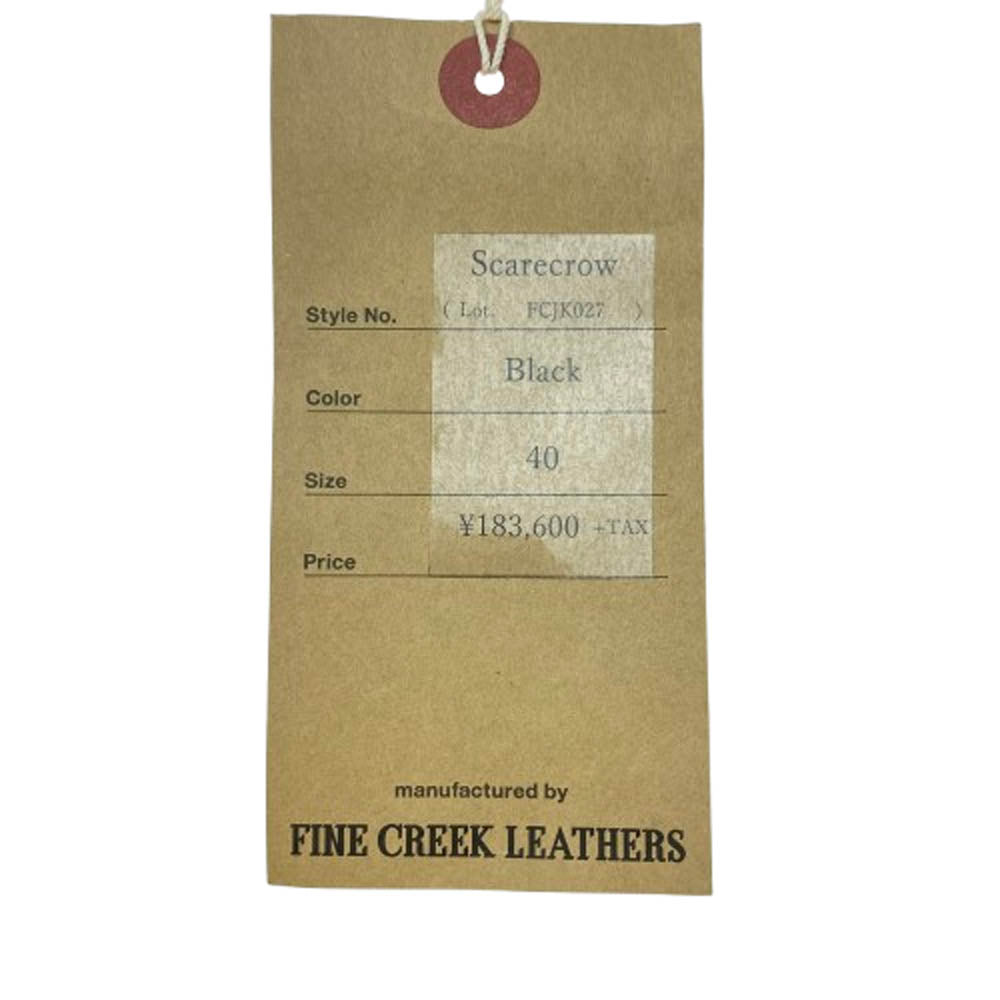 Scarecrow
Style No. ( Lot. FCJK027 )
Color Black
Size 40
Price ¥183,600 +TAX
manufactured by
FINE CREEK LEATHERS